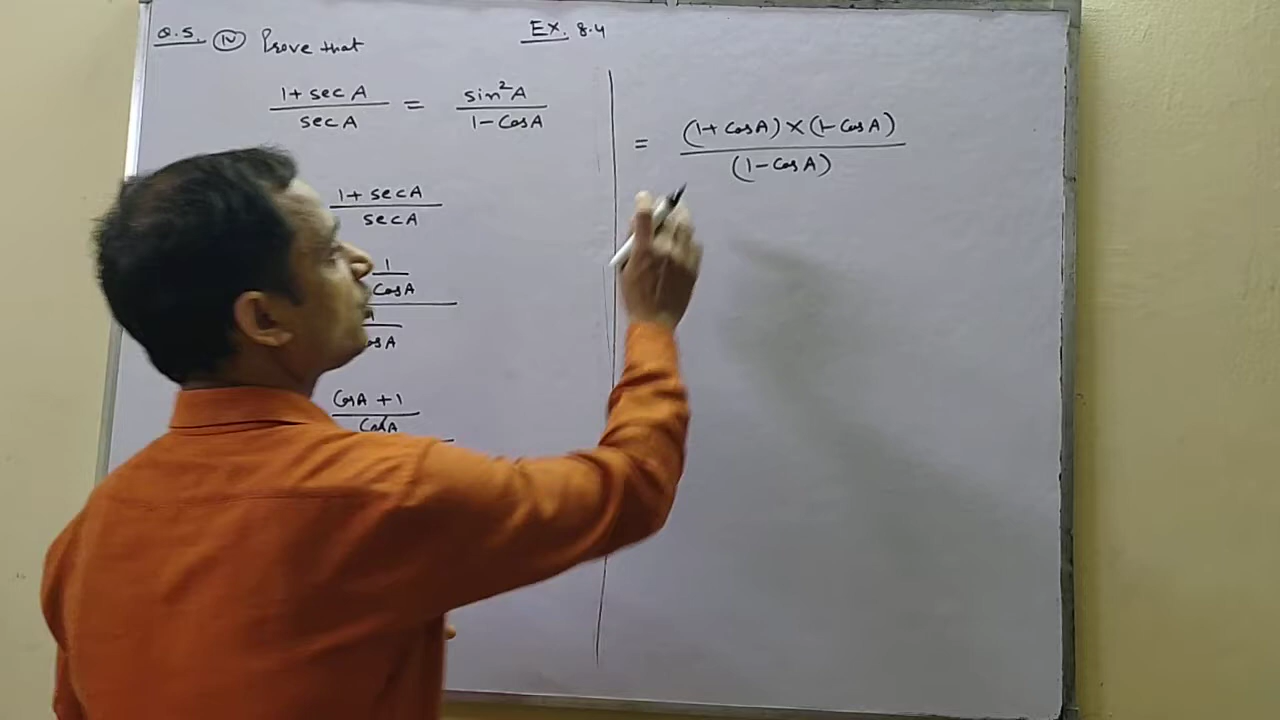 Q.5. (iv) Prove that
Ex. 8.4
1 + sec A / sec A = sin²A / 1 - Cos A
1 + sec A / sec A
1 / Cos A
Cos A + 1 / Cos A
= (1 + Cos A) × (1 - Cos A) / (1 - Cos A)